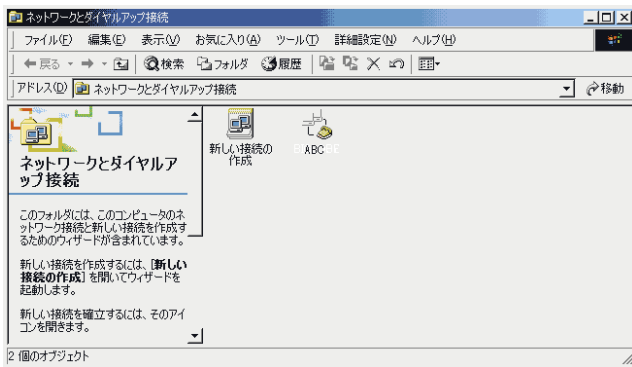 ネットワークとダイヤルアップ接続
ファイル(F) 編集(E) 表示(V) お気に入り(A) ツール(T) 詳細設定(N) ヘルプ(H)
戻る 検索 フォルダ 履歴
アドレス(D) ネットワークとダイヤルアップ接続 移動
ネットワークとダイヤルア
ップ接続
このフォルダには、このコンピュータのネ
ットワーク接続と新しい接続を作成す
るためのウィザードが含まれています。
新しい接続を作成するには、[新しい
接続の作成] を開いてウィザードを
起動します。
新しい接続を確立するには、そのアイ
コンを開きます。
新しい接続の
作成
ABC
2 個のオブジェクト